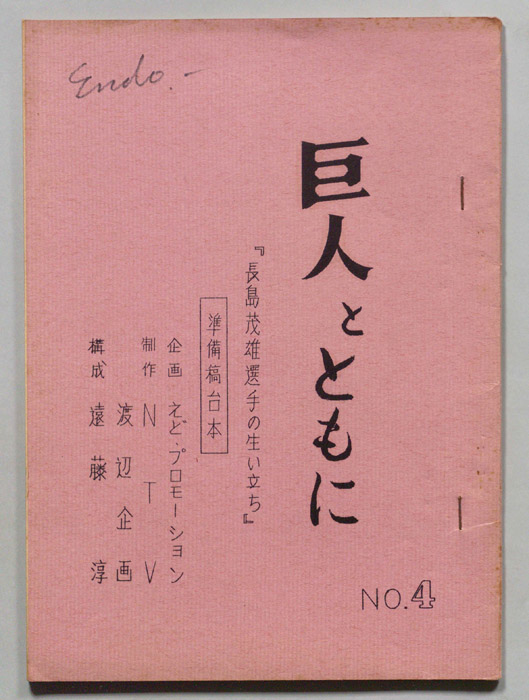 Endo.-
巨人とともに
『長島茂雄選手の生い立ち』
準備稿台本
企画 えど・プロモーション
制作 NTV
渡辺企画
構成 遠藤淳
NO.4